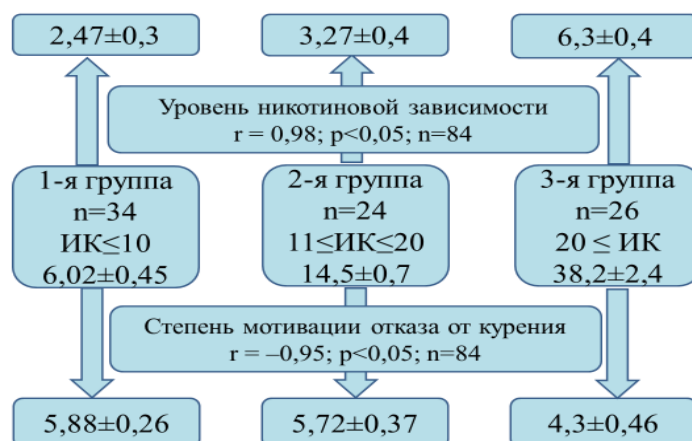 2,47±0,3
3,27±0,4
6,3±0,4
Уровень никотиновой зависимости
r = 0,98; p<0,05; n=84
1-я группа
n=34
ИК≤10
6,02±0,45
2-я группа
n=24
11≤ИК≤20
14,5±0,7
3-я группа
n=26
20 ≤ ИК
38,2±2,4
Степень мотивации отказа от курения
r = –0,95; p<0,05; n=84
5,88±0,26
5,72±0,37
4,3±0,46